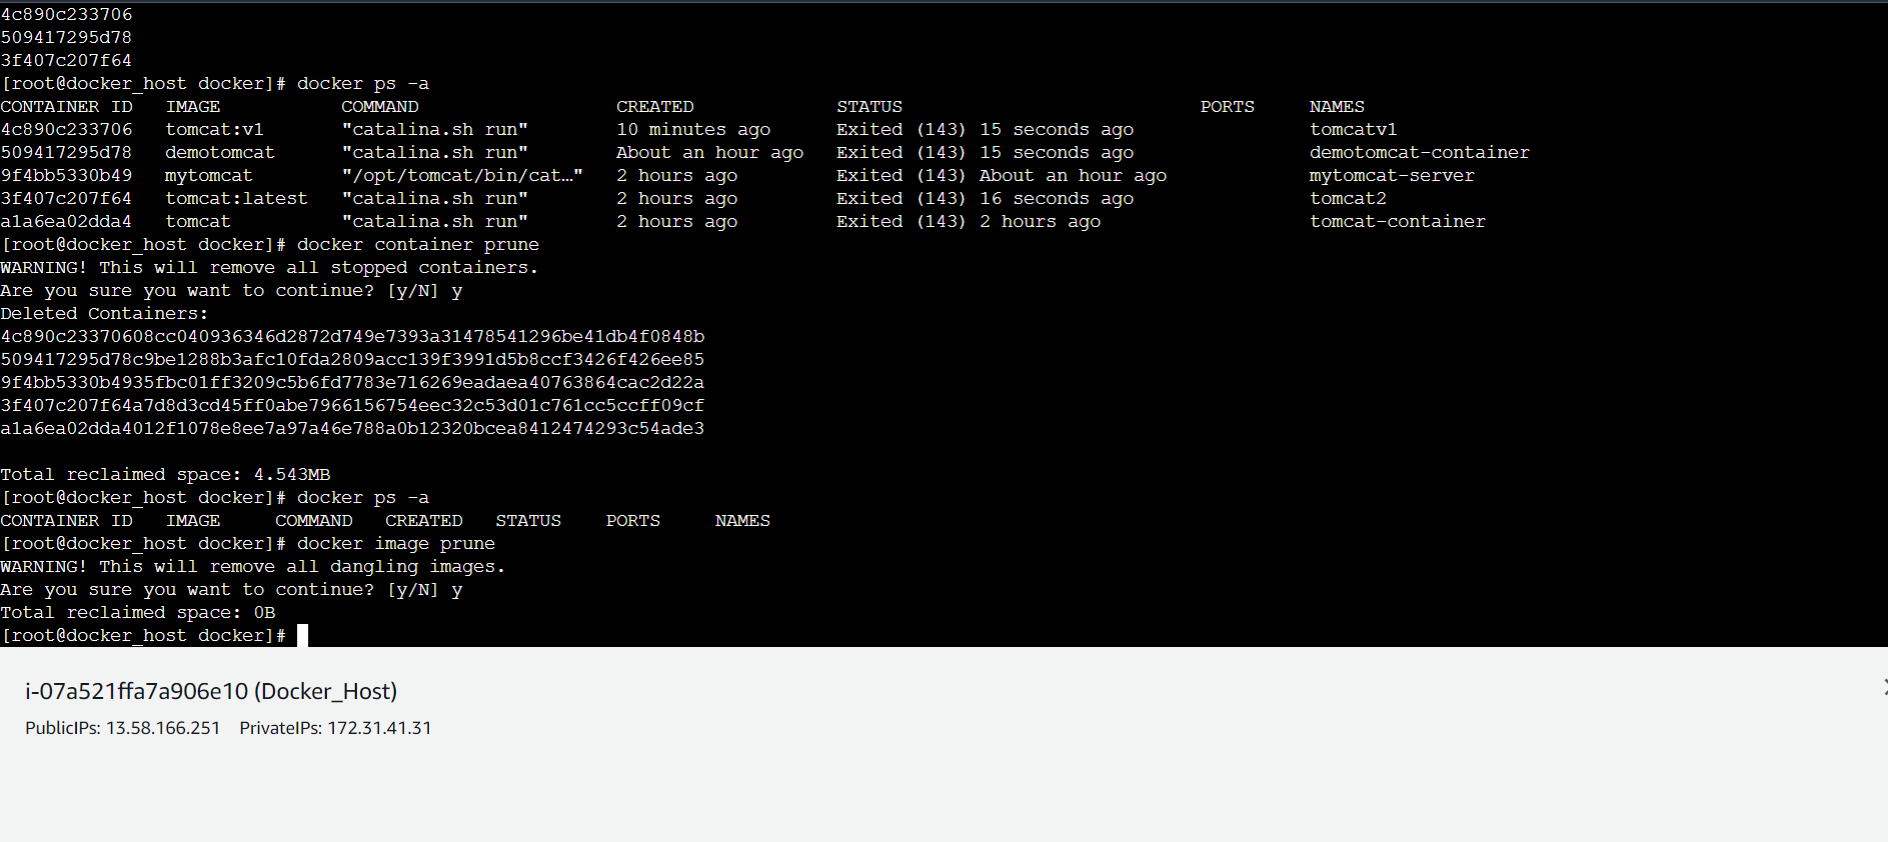 4c890c233706
509417295d78
3f407c207f64
[root@docker_host docker]# docker ps -a
CONTAINER ID   IMAGE           COMMAND                  CREATED             STATUS                           PORTS     NAMES
4c890c233706   tomcat:v1       "catalina.sh run"        10 minutes ago      Exited (143) 15 seconds ago                tomcatv1
509417295d78   demotomcat      "catalina.sh run"        About an hour ago   Exited (143) 15 seconds ago                demotomcat-container
9f4bb5330b49   mytomcat        "/opt/tomcat/bin/cat…"   2 hours ago         Exited (143) About an hour ago             mytomcat-server
3f407c207f64   tomcat:latest   "catalina.sh run"        2 hours ago         Exited (143) 16 seconds ago                tomcat2
a1a6ea02dda4   tomcat          "catalina.sh run"        2 hours ago         Exited (143) 2 hours ago                   tomcat-container
[root@docker_host docker]# docker container prune
WARNING! This will remove all stopped containers.
Are you sure you want to continue? [y/N] y
Deleted Containers:
4c890c23370608cc040936346d2872d749e7393a31478541296be41db4f0848b
509417295d78c9be1288b3afc10fda2809acc139f3991d5b8ccf3426f426ee85
9f4bb5330b4935fbc01ff3209c5b6fd7783e716269eadaea40763864cac2d22a
3f407c207f64a7d8d3cd45ff0abe7966156754eec32c53d01c761cc5ccff09cf
a1a6ea02dda4012f1078e8ee7a97a46e788a0b12320bcea8412474293c54ade3
Total reclaimed space: 4.543MB
[root@docker_host docker]# docker ps -a
CONTAINER ID   IMAGE     COMMAND   CREATED   STATUS    PORTS     NAMES
[root@docker_host docker]# docker image prune
WARNING! This will remove all dangling images.
Are you sure you want to continue? [y/N] y
Total reclaimed space: 0B
[root@docker_host docker]#
i-07a521ffa7a906e10 (Docker_Host)
PublicIPs: 13.58.166.251   PrivateIPs: 172.31.41.31